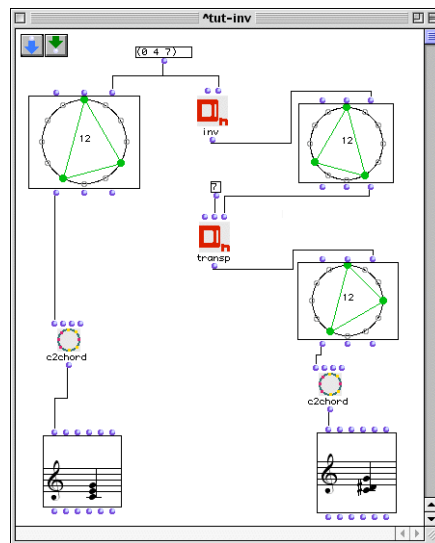 ^tut-inv
(0 4 7)
12
n
inv
12
7
n
transp
12
c2chord
c2chord